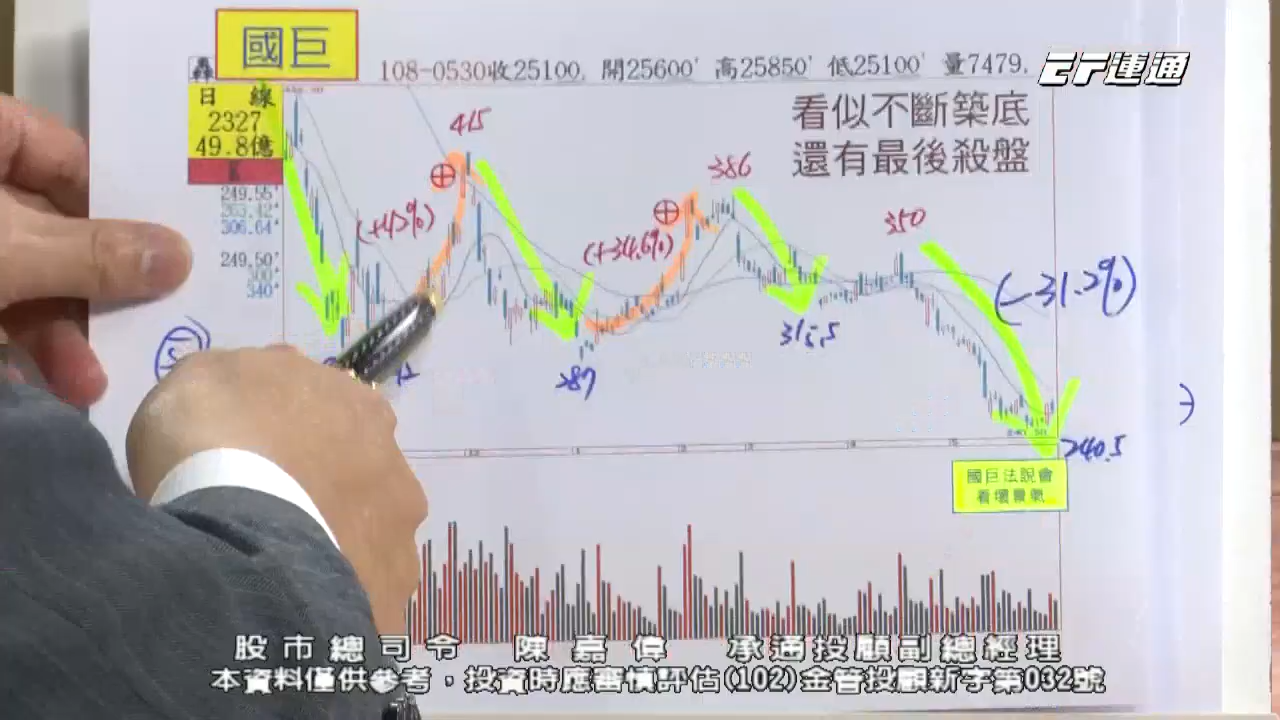 國巨
108-0530收25100, 開25600' 高25850' 低25100' 量7479,
ET運通
日 線
2327
49.8億
K
249.55'
263.42'
306.64'
249.50'
300'
340'
看似不斷築底
還有最後殺盤
415
(+43%)
386
(+34.6%)
350
(-31.2%)
287
315.5
240.5
國巨法說會
看壞景氣
股市總司令 陳嘉偉 承通投顧副總經理
本資料僅供參考,投資時應審慎評估(102)金管投顧新字第032號